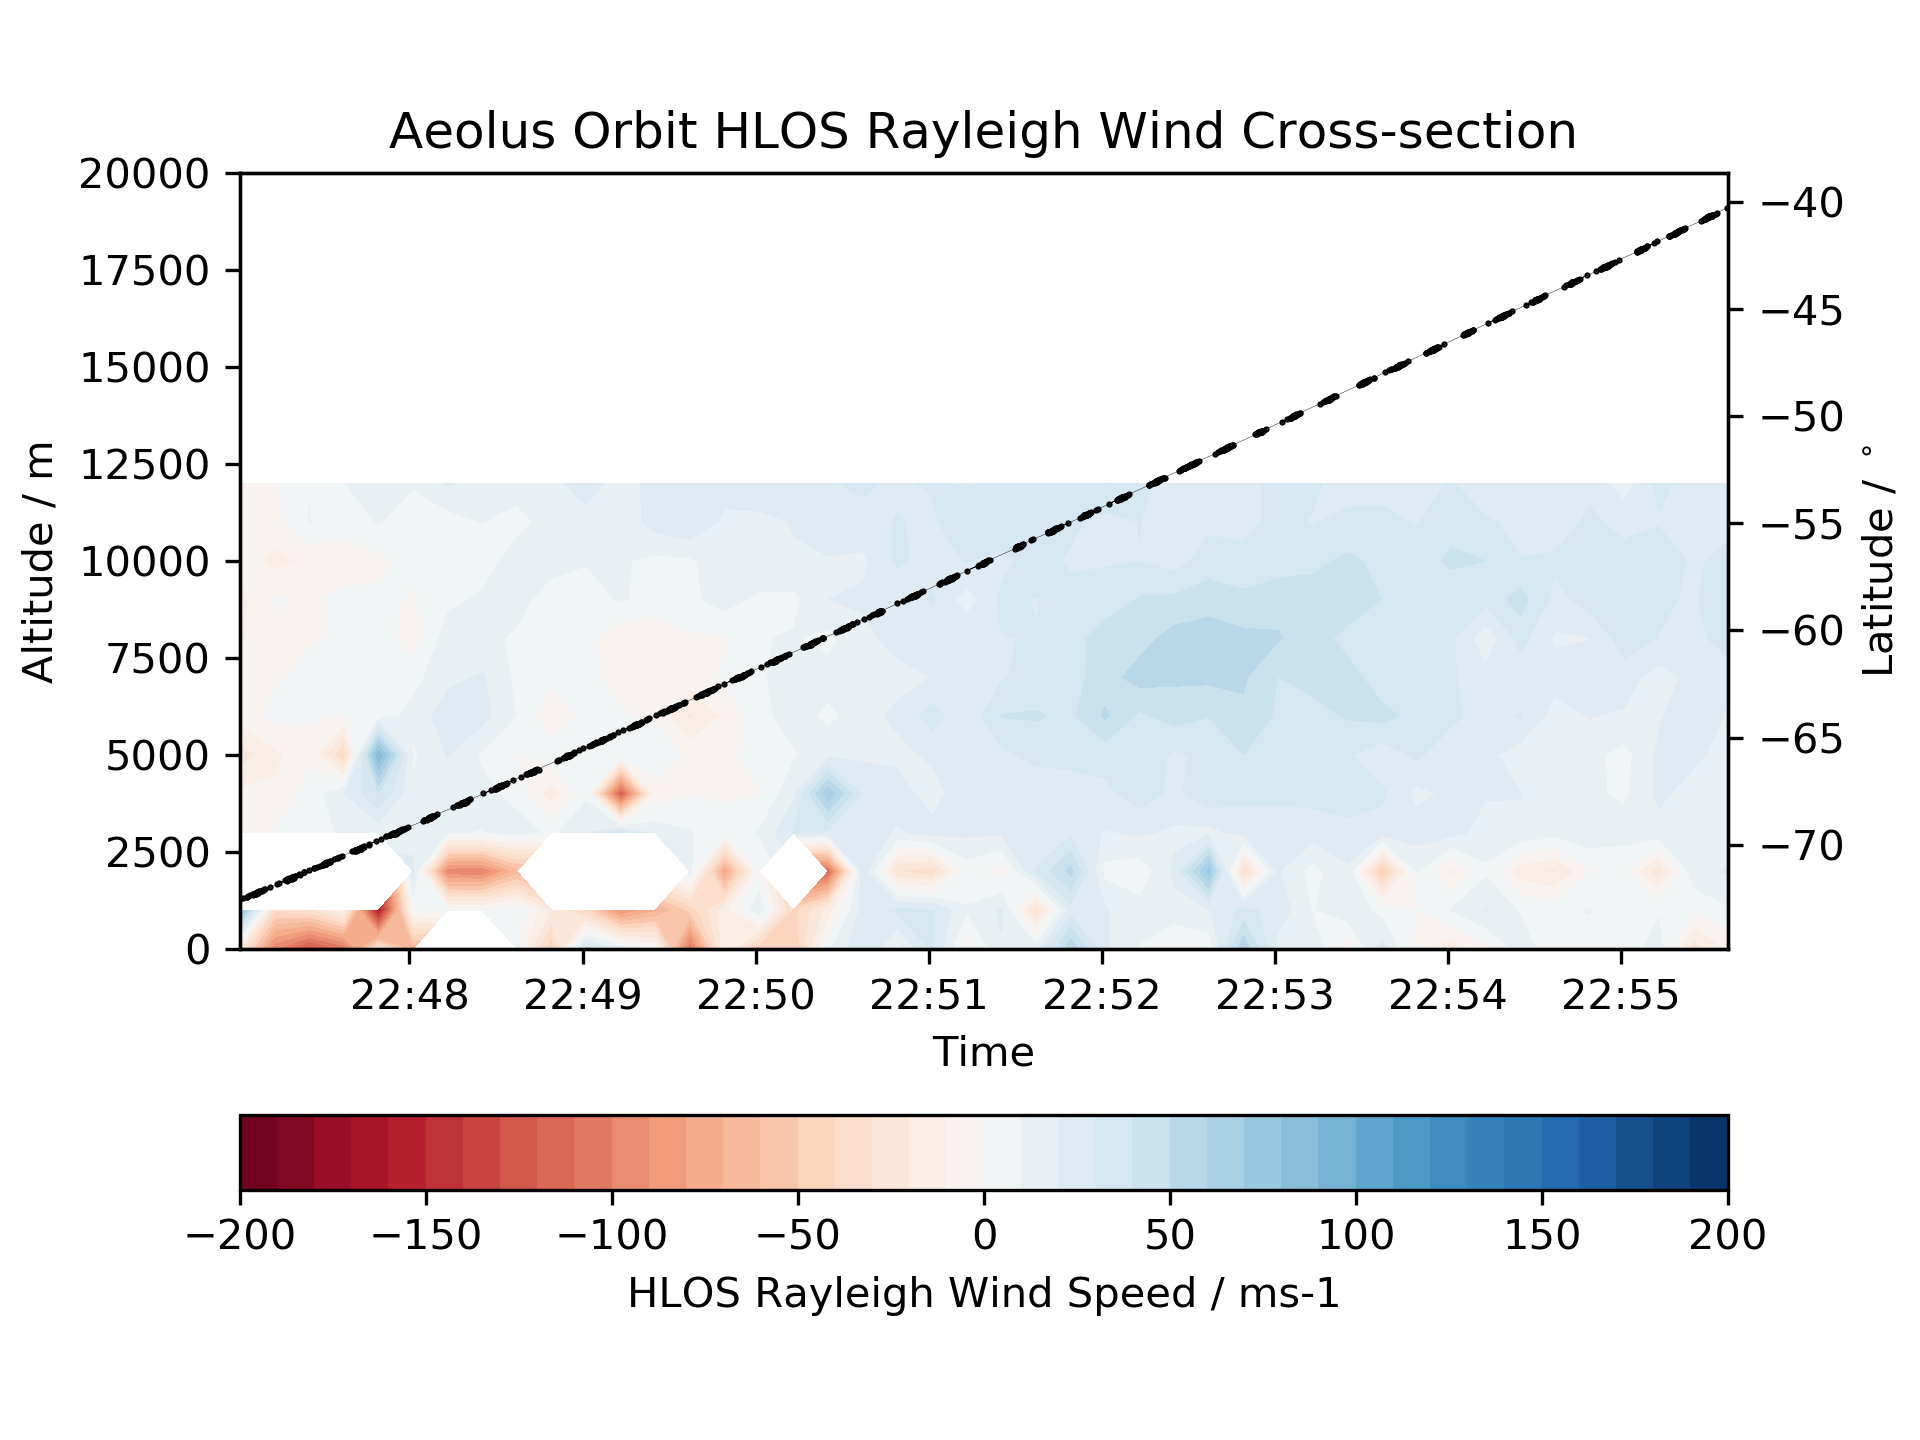 Aeolus Orbit HLOS Rayleigh Wind Cross-section
20000
17500
15000
12500
10000
7500
5000
2500
0
Altitude / m
−40
−45
−50
−55
−60
−65
−70
Latitude / °
22:48 22:49 22:50 22:51 22:52 22:53 22:54 22:55
Time
−200 −150 −100 −50 0 50 100 150 200
HLOS Rayleigh Wind Speed / ms-1